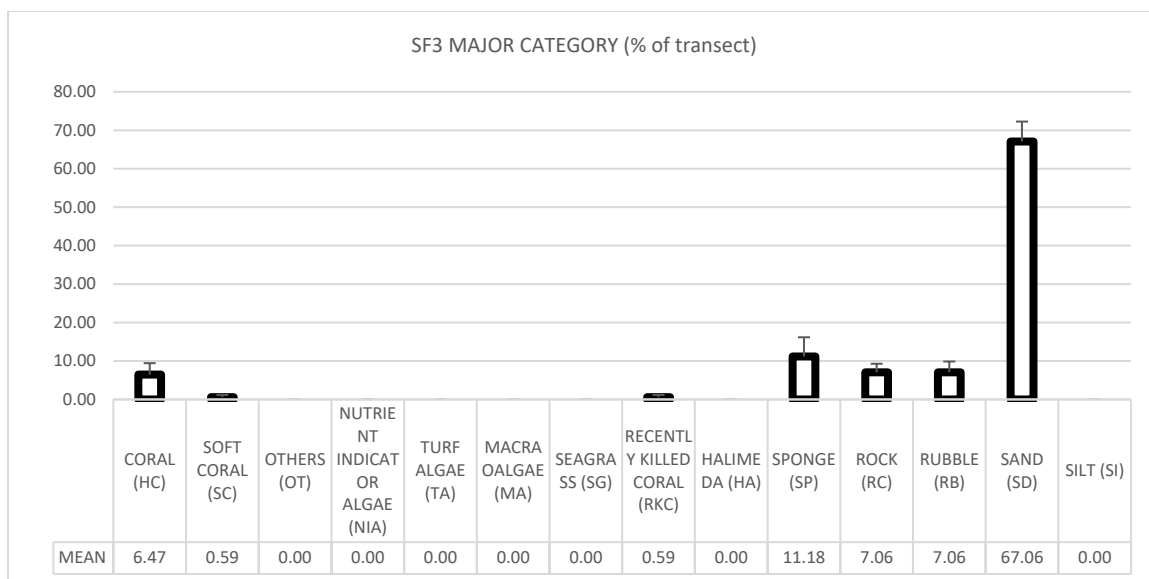 SF3 MAJOR CATEGORY (% of transect)
80.00
70.00
60.00
50.00
40.00
30.00
20.00
10.00
0.00
CORAL
(HC)
SOFT
CORAL
(SC)
OTHERS
(OT)
NUTRIE
NT
INDICAT
OR
ALGAE
(NIA)
TURF
ALGAE
(TA)
MACRA
OALGAE
(MA)
SEAGRA
SS (SG)
RECENTL
Y KILLED
CORAL
(RKC)
HALIME
DA (HA)
SPONGE
(SP)
ROCK
(RC)
RUBBLE
(RB)
SAND
(SD)
SILT (SI)
MEAN 6.47 0.59 0.00 0.00 0.00 0.00 0.00 0.59 0.00 11.18 7.06 7.06 67.06 0.00